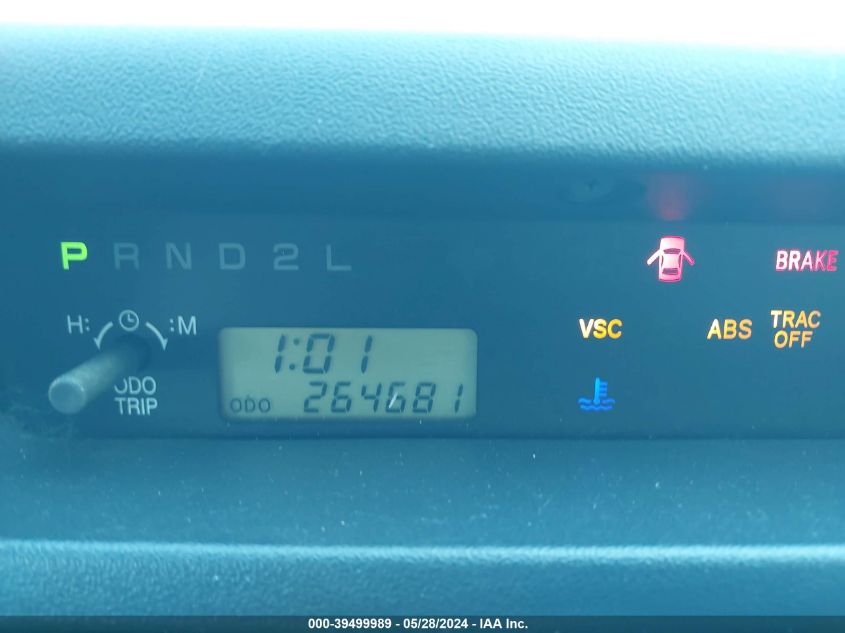 P R N D 2 L
BRAKE
H: :M
VSC ABS TRAC OFF
1:01
ODO TRIP
ODO 264681
000-39499989 - 05/28/2024 - IAA Inc.